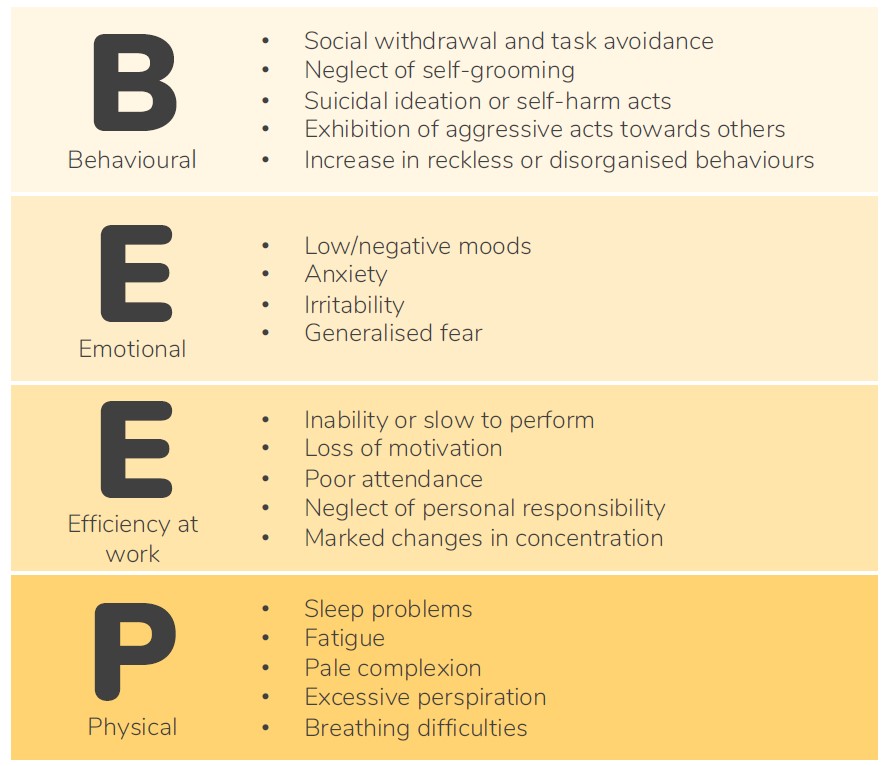 B
Behavioural
• Social withdrawal and task avoidance
• Neglect of self-grooming
• Suicidal ideation or self-harm acts
• Exhibition of aggressive acts towards others
• Increase in reckless or disorganised behaviours
E
Emotional
• Low/negative moods
• Anxiety
• Irritability
• Generalised fear
E
Efficiency at
work
• Inability or slow to perform
• Loss of motivation
• Poor attendance
• Neglect of personal responsibility
• Marked changes in concentration
P
Physical
• Sleep problems
• Fatigue
• Pale complexion
• Excessive perspiration
• Breathing difficulties